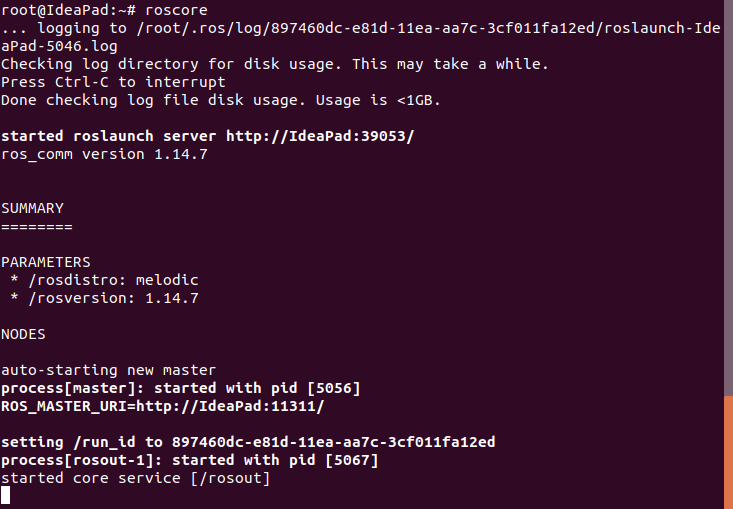 root@IdeaPad:~# roscore
... logging to /root/.ros/log/897460dc-e81d-11ea-aa7c-3cf011fa12ed/roslaunch-Ide
aPad-5046.log
Checking log directory for disk usage. This may take a while.
Press Ctrl-C to interrupt
Done checking log file disk usage. Usage is <1GB.
started roslaunch server http://IdeaPad:39053/
ros_comm version 1.14.7
SUMMARY
========
PARAMETERS
 * /rosdistro: melodic
 * /rosversion: 1.14.7
NODES
auto-starting new master
process[master]: started with pid [5056]
ROS_MASTER_URI=http://IdeaPad:11311/
setting /run_id to 897460dc-e81d-11ea-aa7c-3cf011fa12ed
process[rosout-1]: started with pid [5067]
started core service [/rosout]